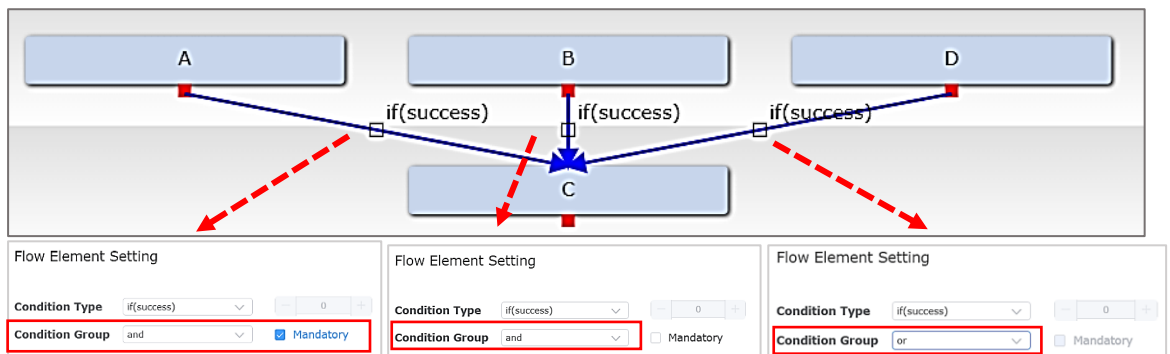 A
B
D
if(success)
if(success)
if(success)
C
Flow Element Setting
Condition Type if(success) − 0 +
Condition Group and Mandatory
Flow Element Setting
Condition Type if(success) − 0 +
Condition Group and Mandatory
Flow Element Setting
Condition Type if(success) − 0 +
Condition Group or Mandatory